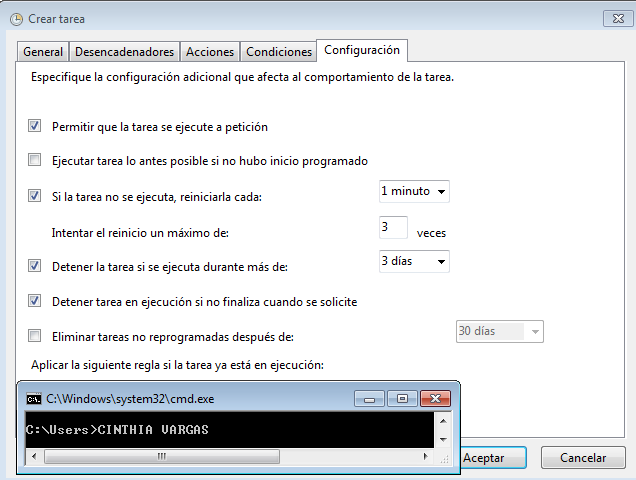 Crear tarea
General Desencadenadores Acciones Condiciones Configuración
Especifique la configuración adicional que afecta al comportamiento de la tarea.
Permitir que la tarea se ejecute a petición
Ejecutar tarea lo antes posible si no hubo inicio programado
Si la tarea no se ejecuta, reiniciarla cada: 1 minuto
Intentar el reinicio un máximo de: 3 veces
Detener la tarea si se ejecuta durante más de: 3 días
Detener tarea en ejecución si no finaliza cuando se solicite
Eliminar tareas no reprogramadas después de: 30 días
Aplicar la siguiente regla si la tarea ya está en ejecución:
C:\Windows\system32\cmd.exe
C:\Users>CINTHIA VARGAS
Aceptar Cancelar